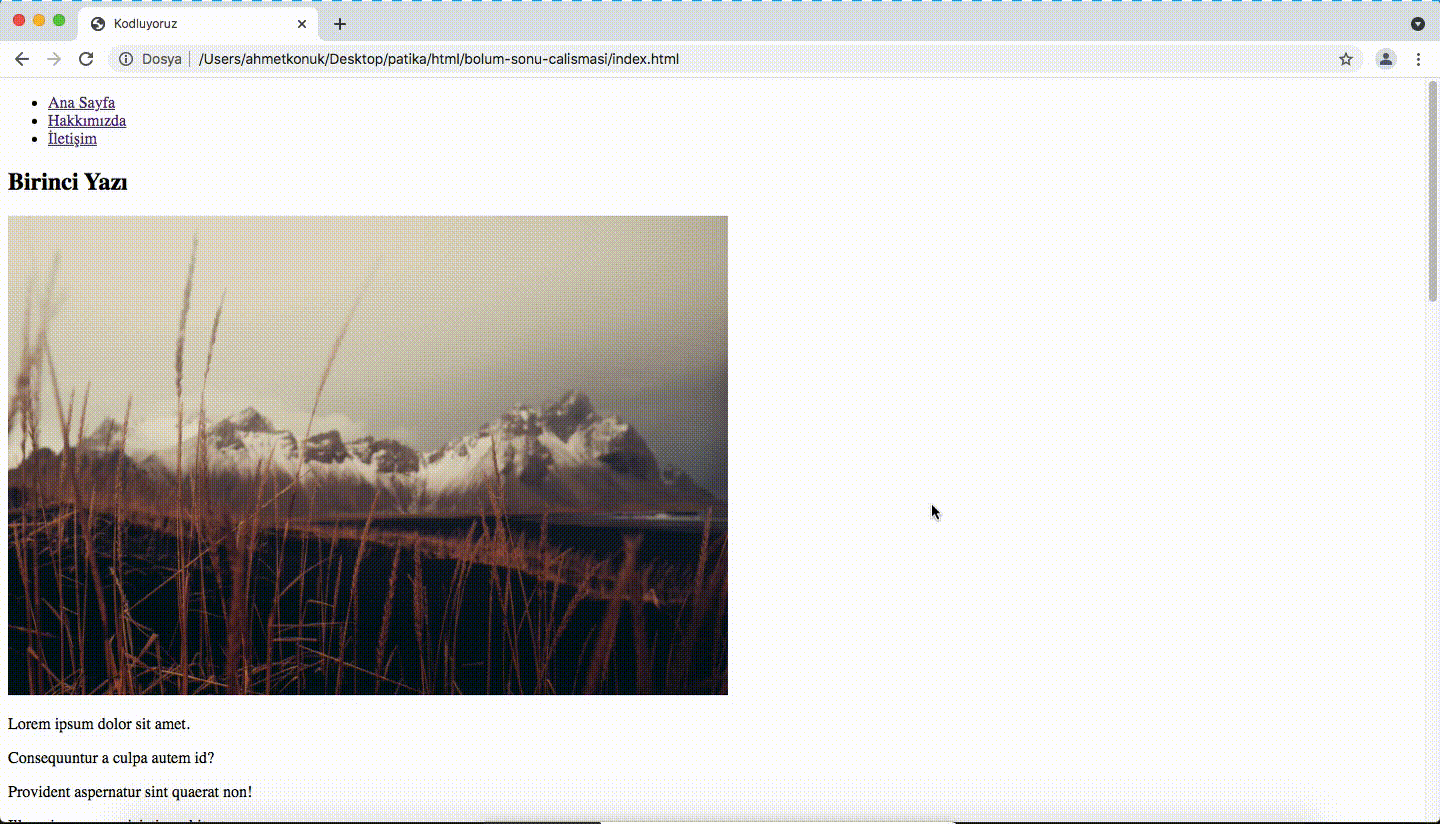 Kodluyoruz
Dosya /Users/ahmetkonuk/Desktop/patika/html/bolum-sonu-calismasi/index.html
Ana Sayfa
Hakkımızda
İletişim
Birinci Yazı
Lorem ipsum dolor sit amet.
Consequuntur a culpa autem id?
Provident aspernatur sint quaerat non!